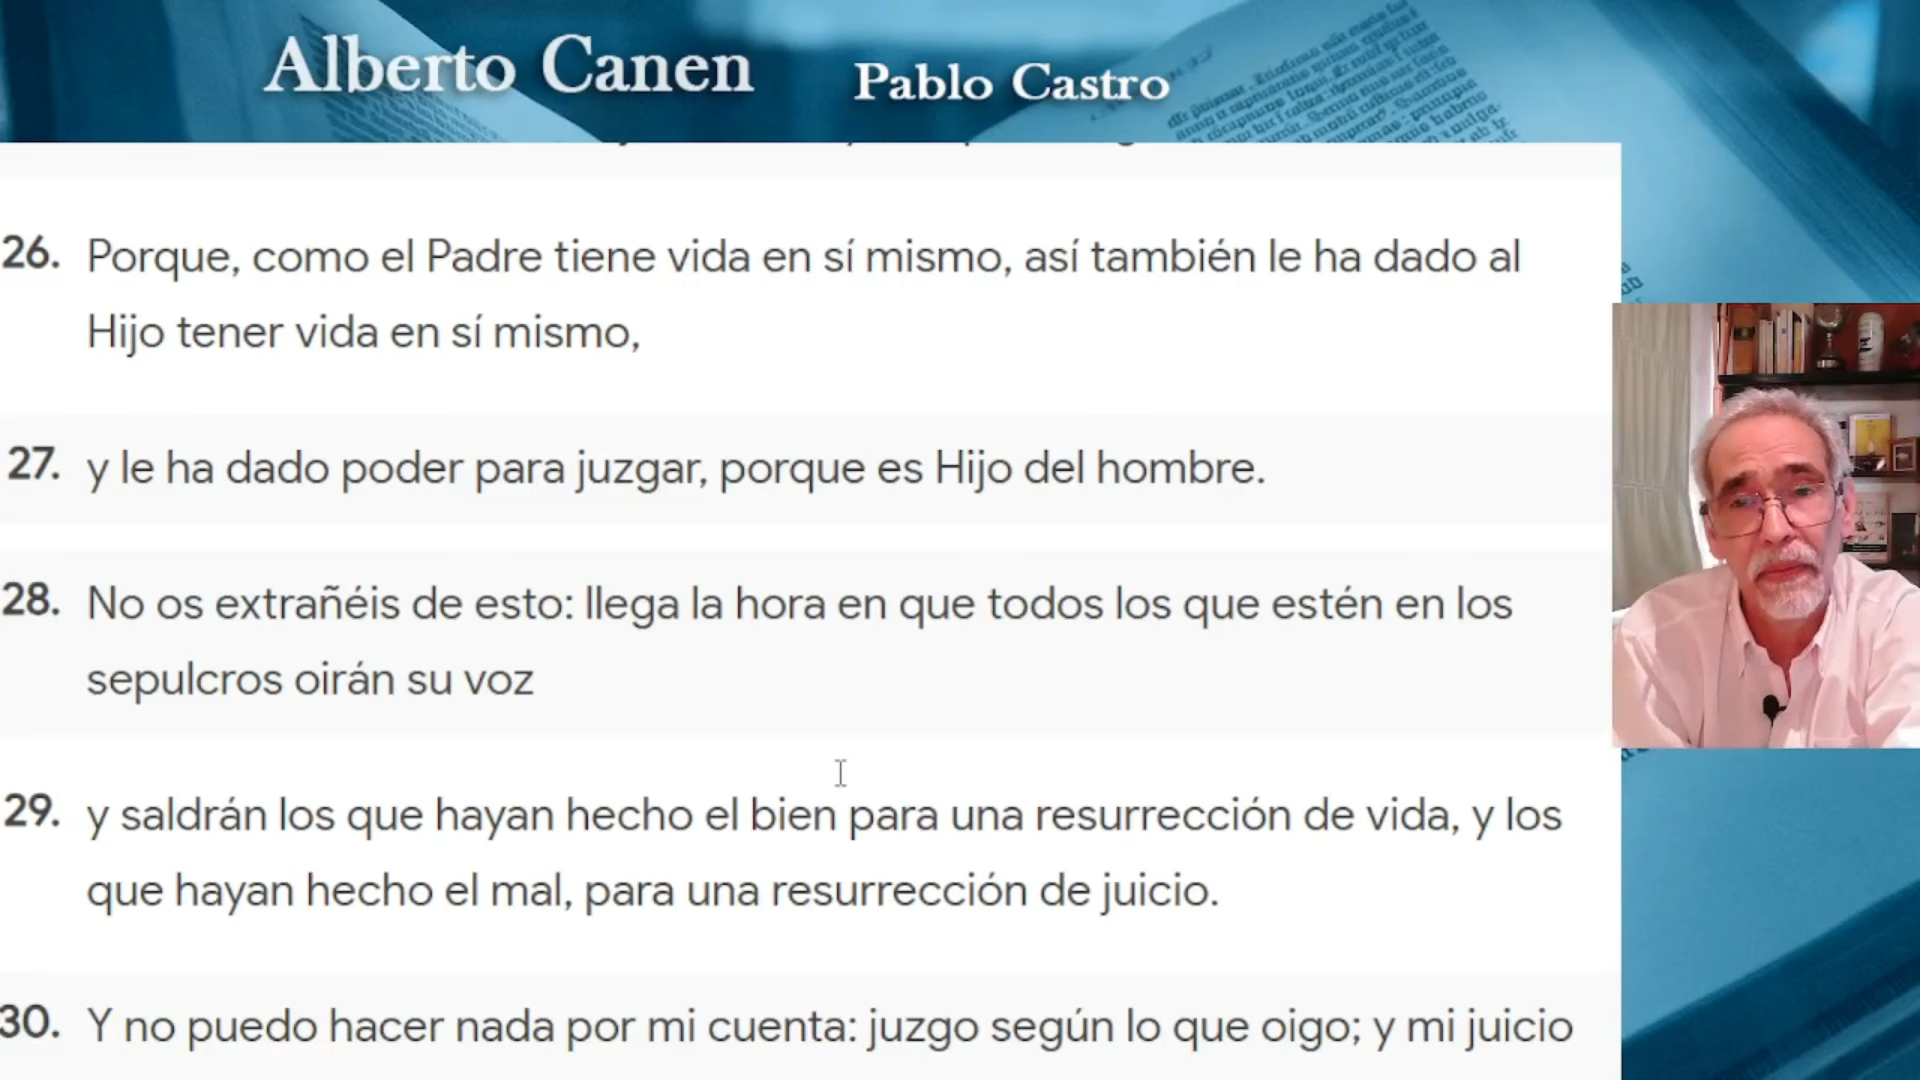 Alberto Canen
Pablo Castro
26. Porque, como el Padre tiene vida en sí mismo, así también le ha dado al
Hijo tener vida en sí mismo,
27. y le ha dado poder para juzgar, porque es Hijo del hombre.
28. No os extrañéis de esto: llega la hora en que todos los que estén en los
sepulcros oirán su voz
29. y saldrán los que hayan hecho el bien para una resurrección de vida, y los
que hayan hecho el mal, para una resurrección de juicio.
30. Y no puedo hacer nada por mi cuenta: juzgo según lo que oigo; y mi juicio